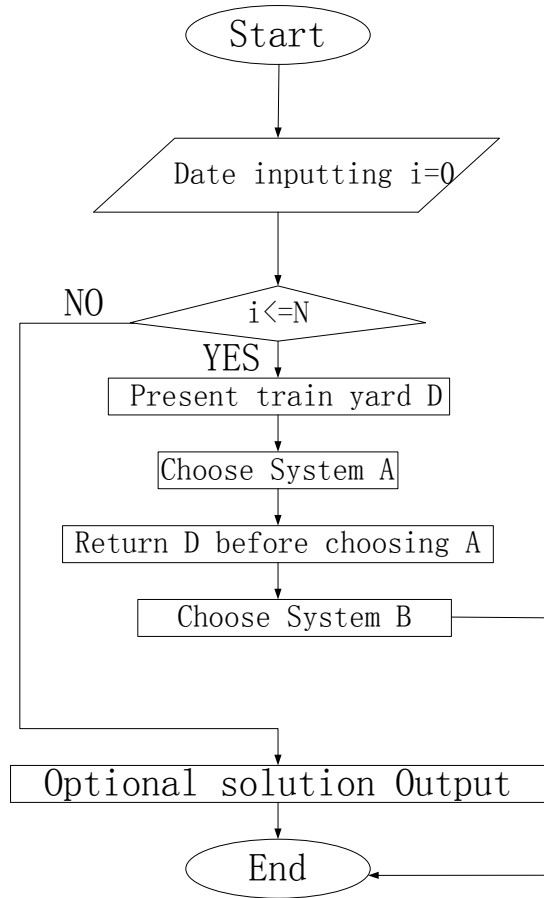 Start
Date inputting i=0
i<=N
NO
YES
Present train yard D
Choose System A
Return D before choosing A
Choose System B
Optional solution Output
End